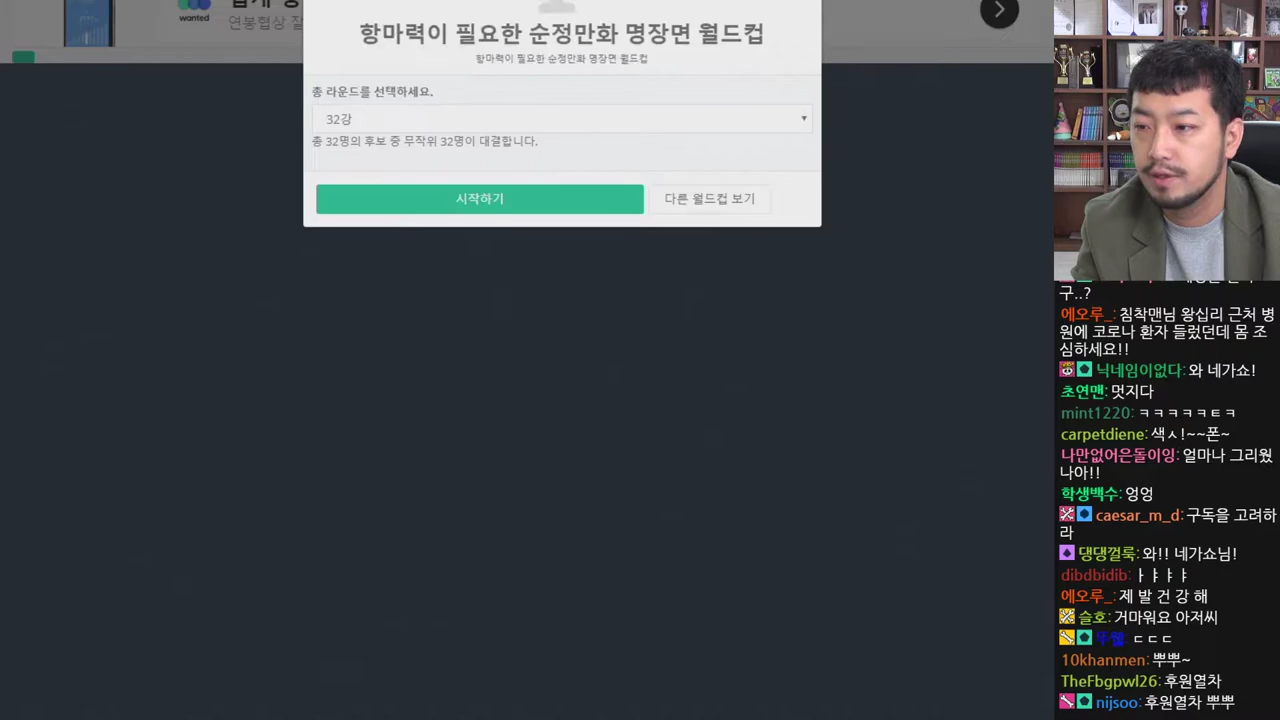 wanted
연봉협상 잘
항마력이 필요한 순정만화 명장면 월드컵
항마력이 필요한 순정만화 명장면 월드컵
총 라운드를 선택하세요.
32강
총 32명의 후보 중 무작위 32명이 대결합니다.
시작하기
다른 월드컵 보기
구..?
에오루_: 침착맨님 왕십리 근처 병
원에 코로나 환자 들렀던데 몸 조
심하세요!!
닉네임이없다: 와 네가쇼!
초연맨: 멋지다
mint1220: ㅋㅋㅋㅋㅋㅌㅋ
carpetdiene: 색ㅅ!~~폰~
나만없어은돌이잉: 얼마나 그리웠
나아!!
학생백수: 엉엉
caesar_m_d: 구독을 고려하
라
댕댕껄룩: 와!! 네가쇼님!
dibdbidib: ㅏㅑㅑㅑ
에오루_: 제 발 건 강 해
슬호: 거마워요 아저씨
ㄷㄷㄷ
10khanmen: 뿌뿌~
TheFbgpwl26: 후원열차
nijsoo: 후원열차 뿌뿌